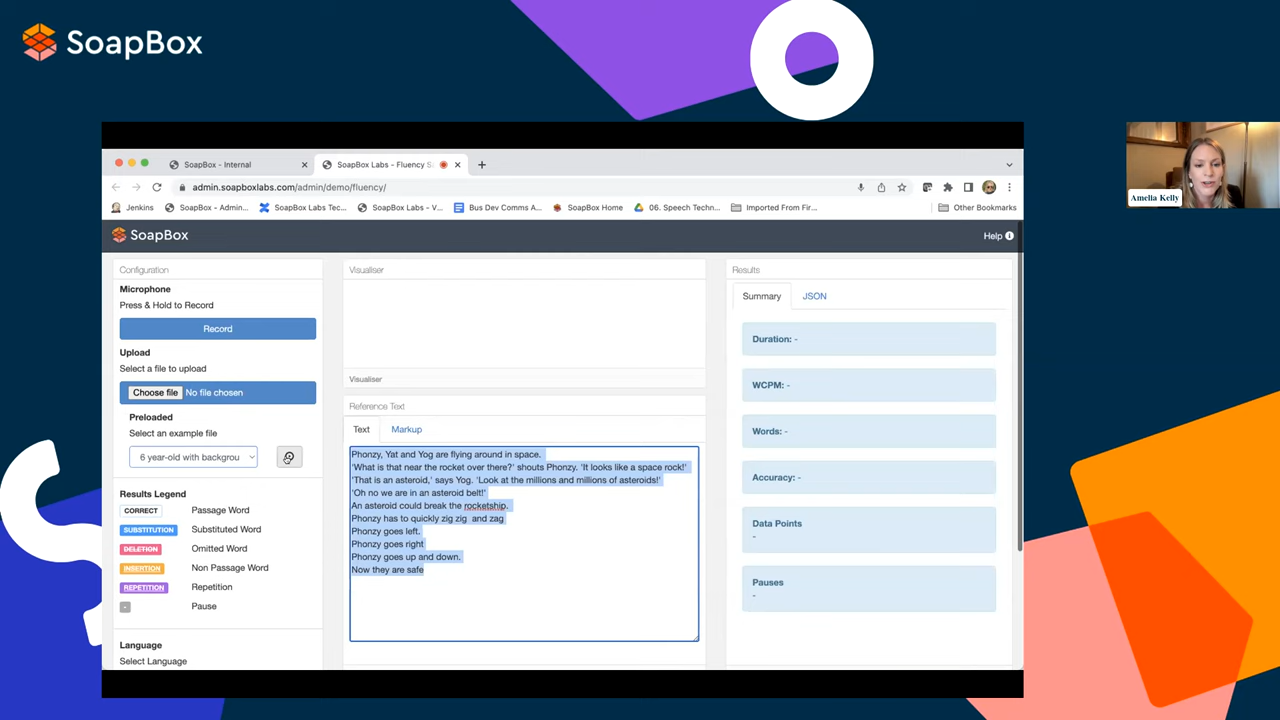 SoapBox
SoapBox - Internal
SoapBox Labs - Fluency S
admin.soapboxlabs.com/admin/demo/fluency/
Jenkins
SoapBox - Admin...
SoapBox Labs Tec...
SoapBox Labs - V...
Bus Dev Comms A...
SoapBox Home
06. Speech Techn...
Imported From Fir...
Other Bookmarks
Amelia Kelly
SoapBox
Help
Configuration
Microphone
Press & Hold to Record
Record
Upload
Select a file to upload
Choose file No file chosen
Preloaded
Select an example file
6 year-old with backgrou
Results Legend
CORRECT Passage Word
SUBSTITUTION Substituted Word
DELETION Omitted Word
INSERTION Non Passage Word
REPETITION Repetition
- Pause
Language
Select Language
Visualiser
Visualiser
Reference Text
Text Markup
Phonzy, Yat and Yog are flying around in space.
'What is that near the rocket over there?' shouts Phonzy. 'It looks like a space rock!'
'That is an asteroid,' says Yog. 'Look at the millions and millions of asteroids!'
'Oh no we are in an asteroid belt!'
An asteroid could break the rocketship.
Phonzy has to quickly zig zig and zag
Phonzy goes left.
Phonzy goes right
Phonzy goes up and down.
Now they are safe
Results
Summary JSON
Duration: -
WCPM: -
Words: -
Accuracy: -
Data Points
-
Pauses
-